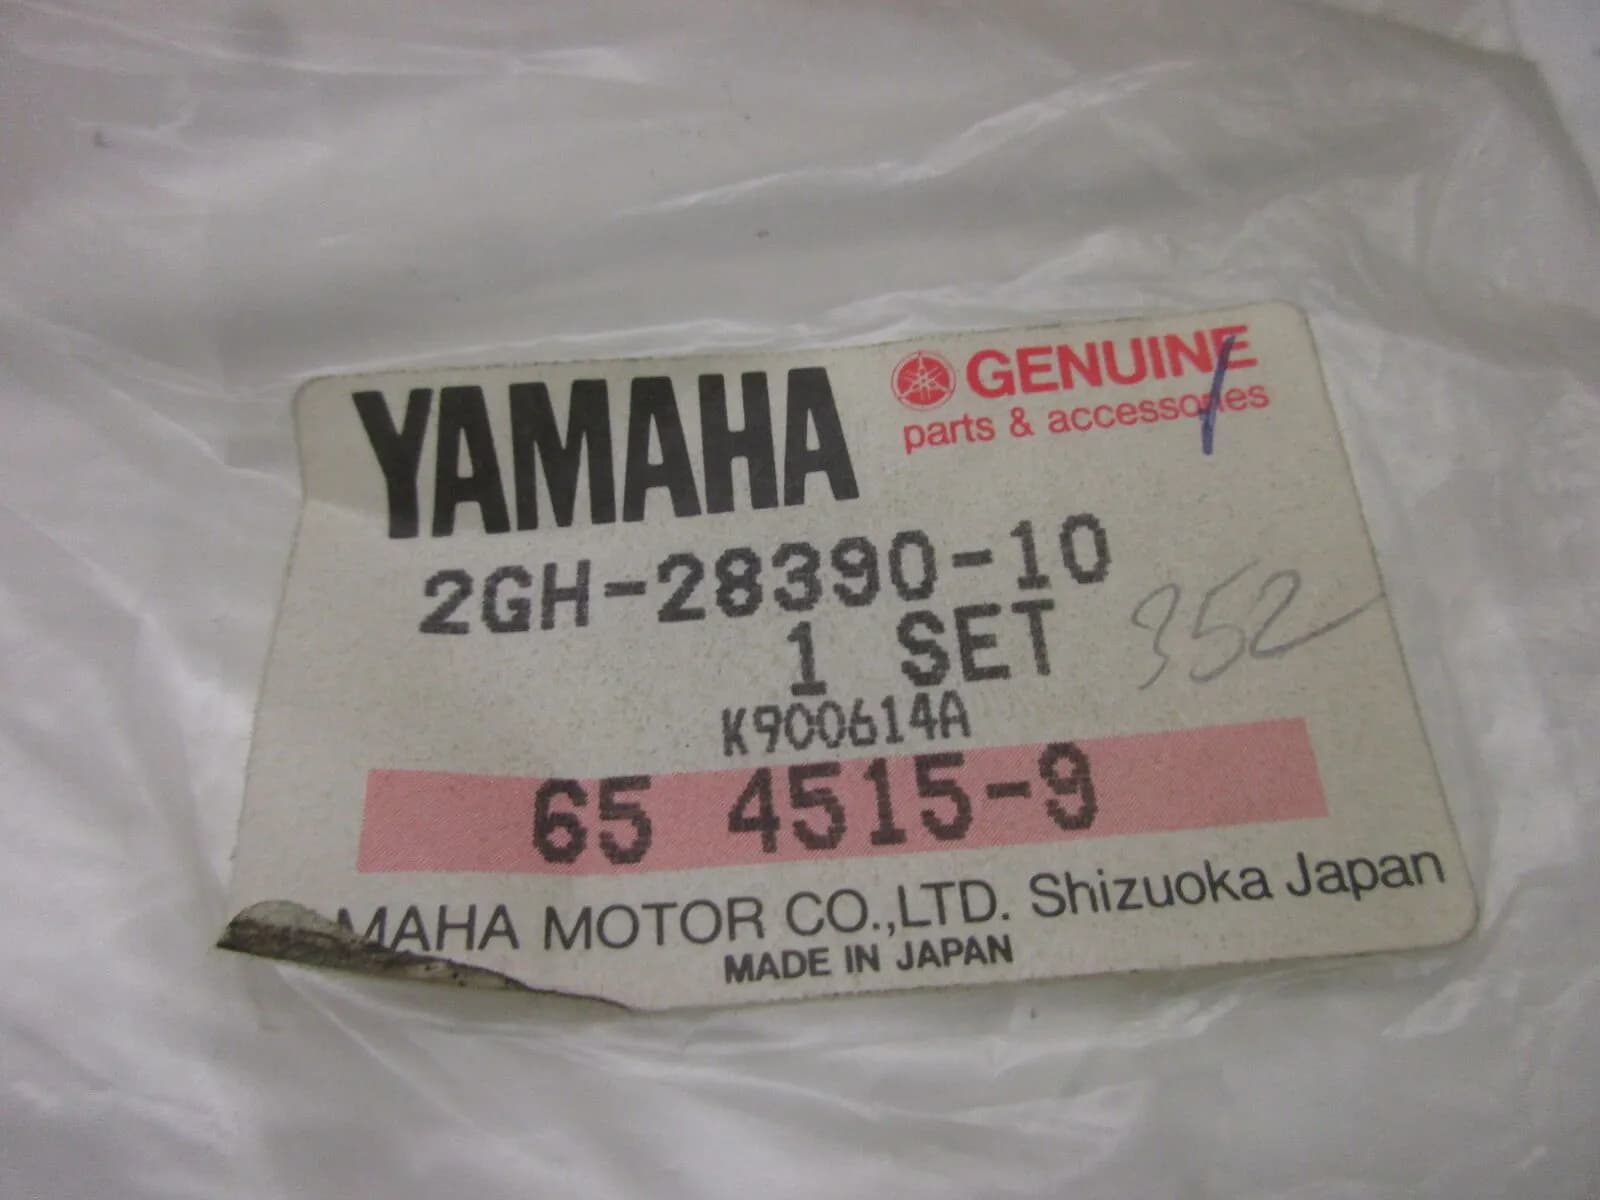 YAMAHA
GENUINE
parts & accessories
2GH-28390-10
1 SET
352
K900614A
65 4515-9
MAHA MOTOR CO.,LTD. Shizuoka Japan
MADE IN JAPAN